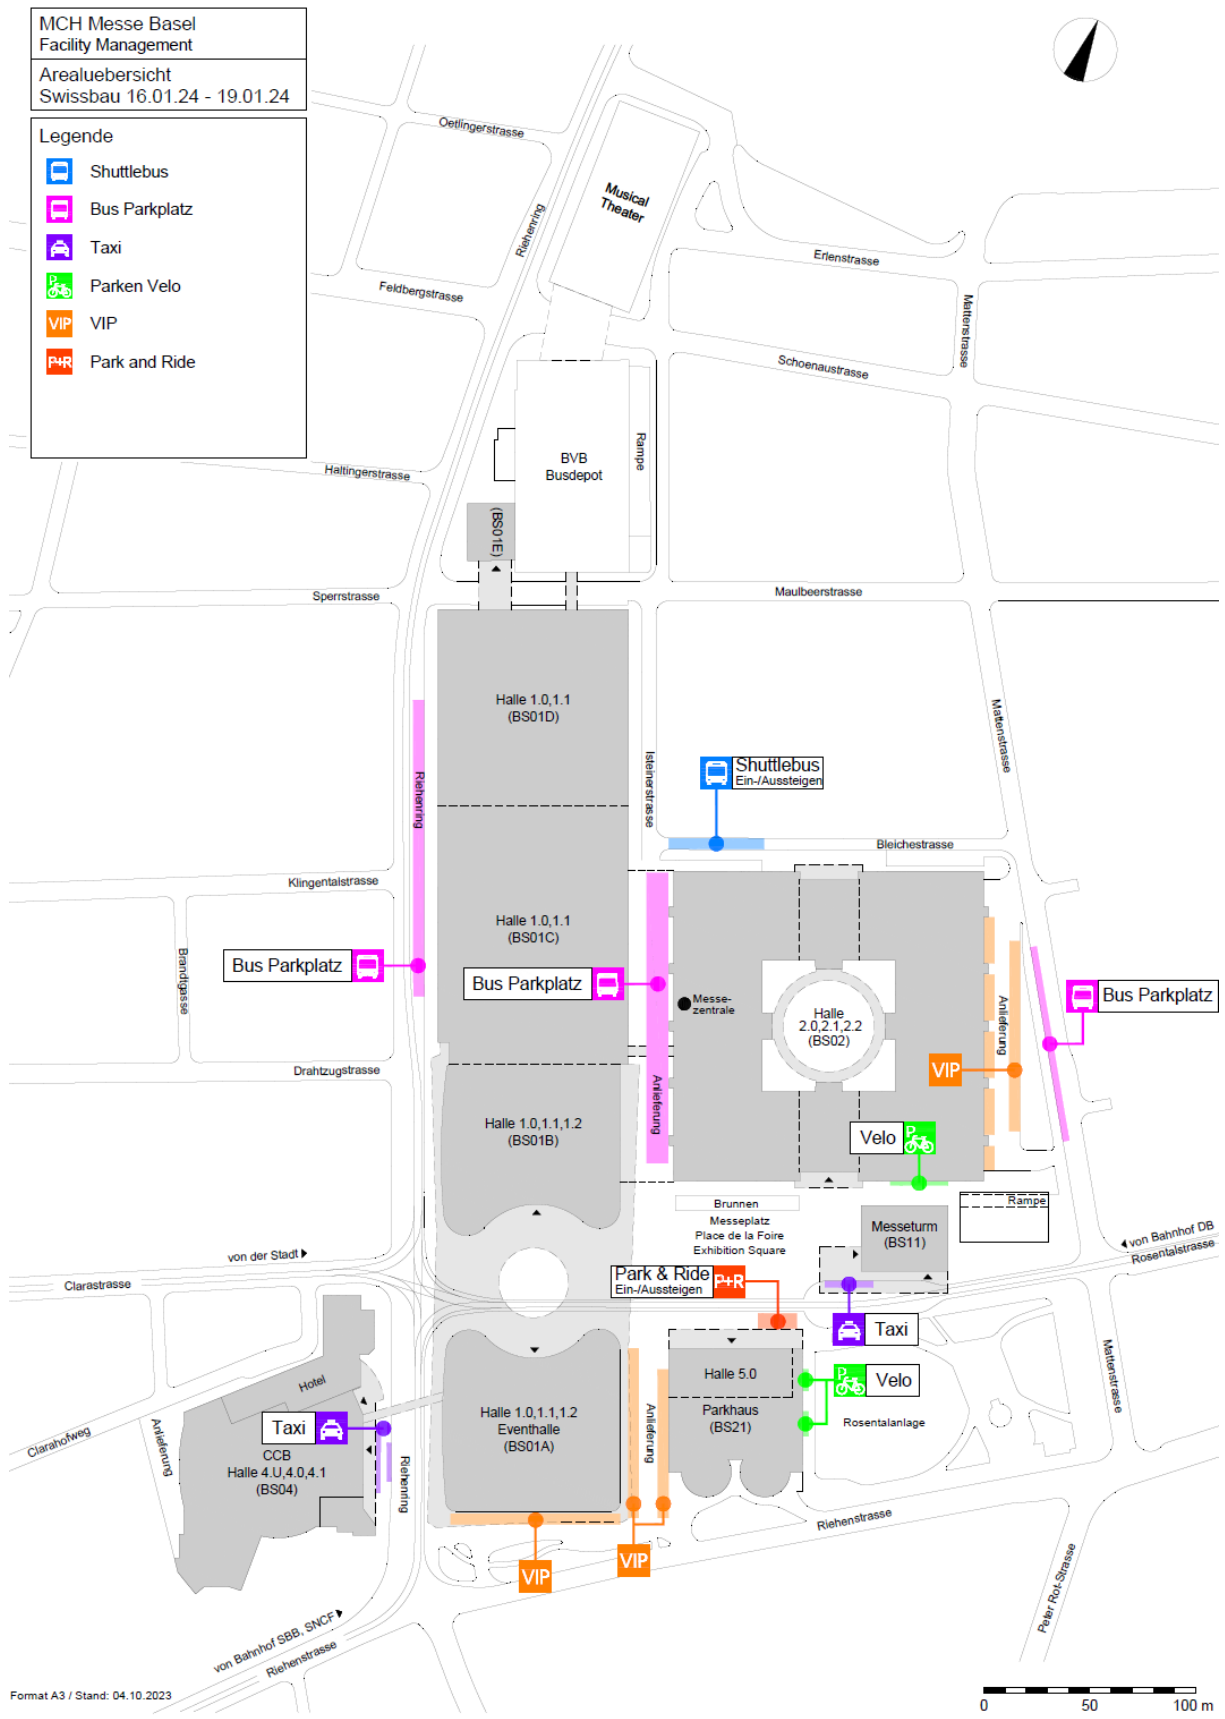 MCH Messe Basel
Facility Management
Arealuebersicht
Swissbau 16.01.24 - 19.01.24
Legende
Shuttlebus
Bus Parkplatz
Taxi
P
Parken Velo
VIP
VIP
P+R
Park and Ride
Oetlingerstrasse
Musical
Theater
Riehenring
Erlenstrasse
Feldbergstrasse
Mattenstrasse
Schoenaustrasse
Rampe
BVB
Busdepot
Haltingerstrasse
(BS01E)
Sperrstrasse
Maulbeerstrasse
Halle 1.0,1.1
(BS01D)
Mattenstrasse
Isteinerstrasse
Shuttlebus
Ein-/Aussteigen
Riehenring
Bleichestrasse
Klingentalstrasse
Halle 1.0,1.1
(BS01C)
Brandtgasse
Bus Parkplatz
Bus Parkplatz
Bus Parkplatz
Messe-
zentrale
Halle
2.0,2.1,2.2
(BS02)
Anlieferung
Drahtzugstrasse
VIP
Anlieferung
Halle 1.0,1.1,1.2
(BS01B)
Velo
P
Brunnen
Rampe
Messeplatz
Place de la Foire
Exhibition Square
Messeturm
(BS11)
von der Stadt
von Bahnhof DB
Rosentalstrasse
Clarastrasse
Park & Ride
Ein-/Aussteigen
P+R
Taxi
Halle 5.0
P
Velo
Mattenstrasse
Hotel
Parkhaus
(BS21)
Rosentalanlage
Halle 1.0,1.1,1.2
Eventhalle
(BS01A)
Anlieferung
Taxi
Clarahofweg
Anlieferung
CCB
Halle 4.U,4.0,4.1
(BS04)
Riehenring
Riehenstrasse
VIP
VIP
Peter Rot-Strasse
von Bahnhof SBB, SNCF
Riehenstrasse
Format A3 / Stand: 04.10.2023
0 50 100 m